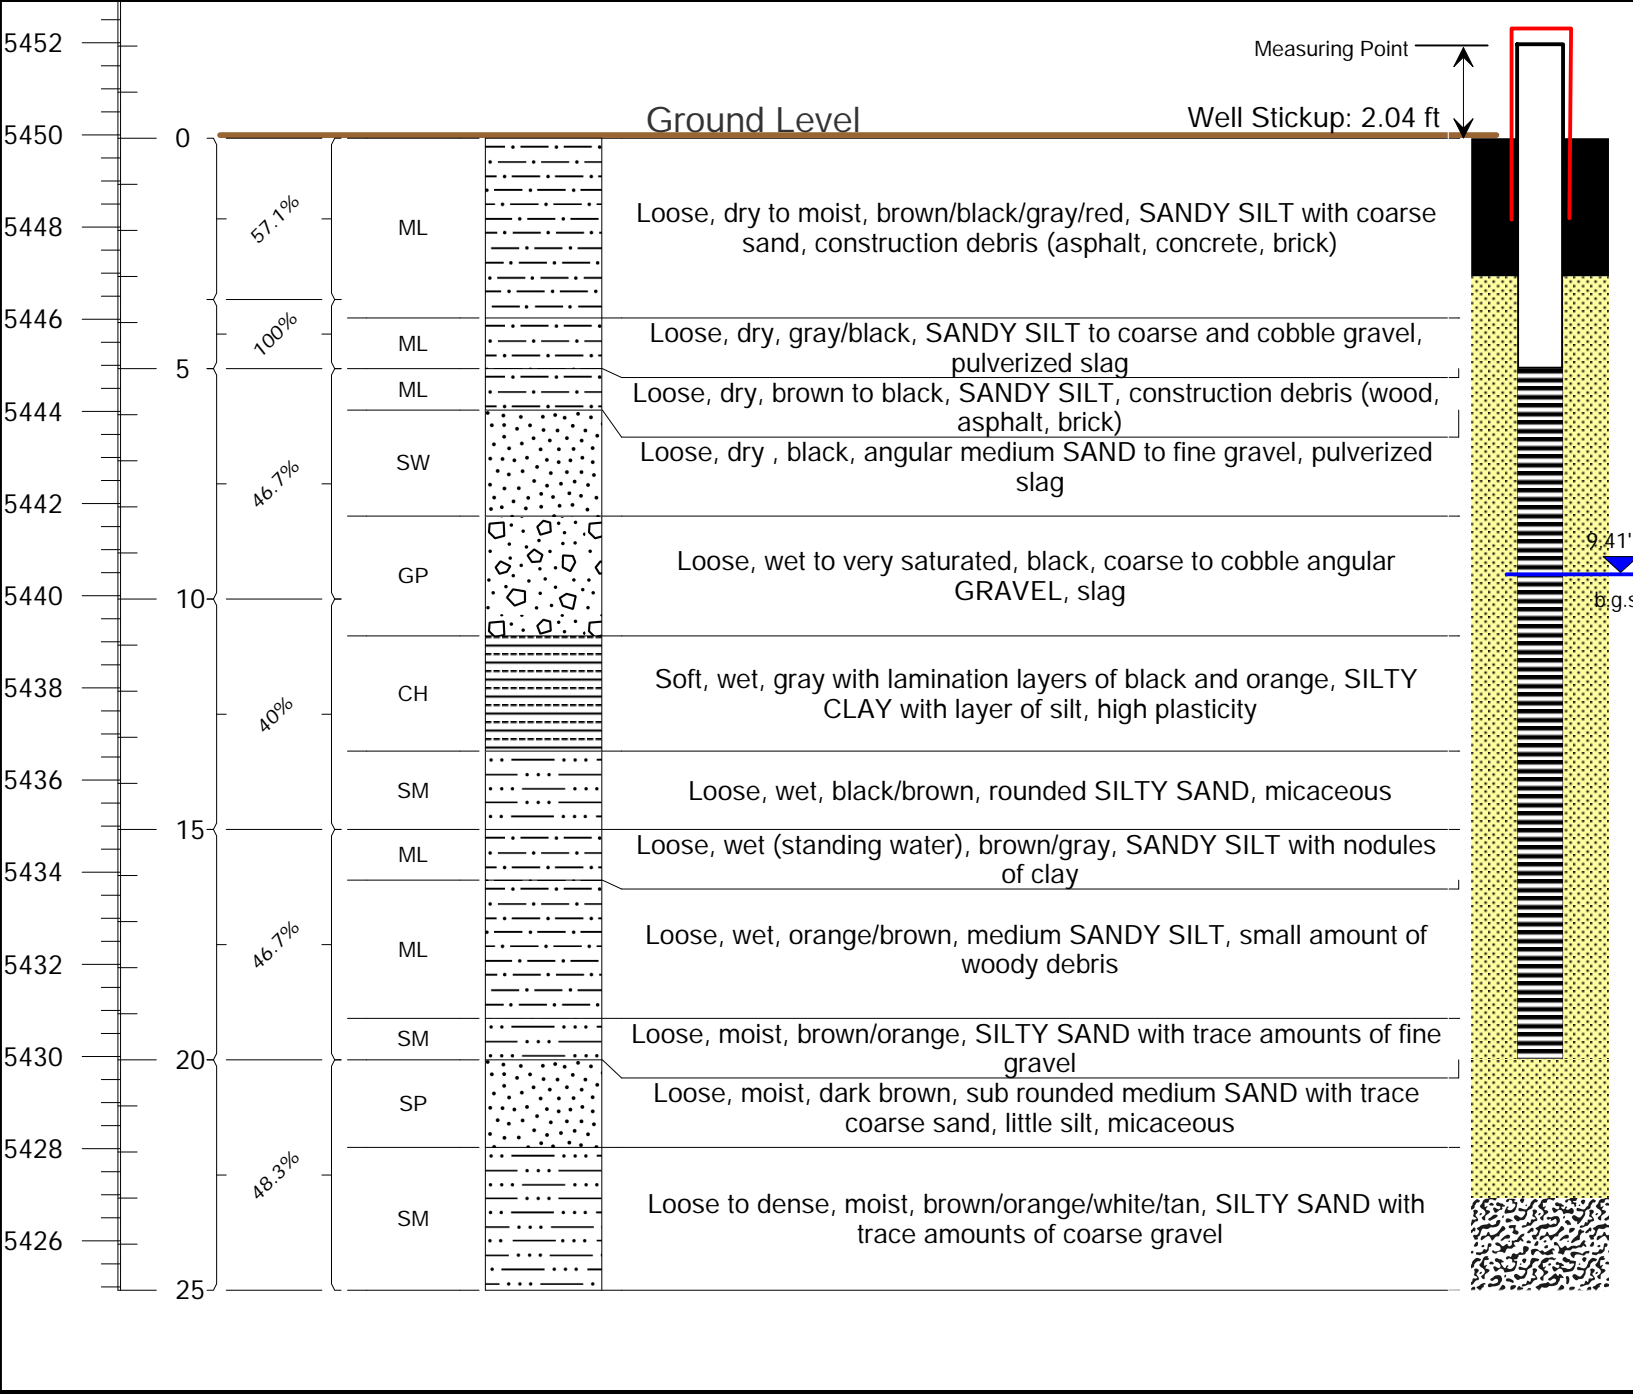 5452
Measuring Point
Ground Level
Well Stickup: 2.04 ft
5450
0
57.1%
ML
Loose, dry to moist, brown/black/gray/red, SANDY SILT with coarse
sand, construction debris (asphalt, concrete, brick)
5448
5446
100%
ML
Loose, dry, gray/black, SANDY SILT to coarse and cobble gravel,
pulverized slag
5
ML
Loose, dry, brown to black, SANDY SILT, construction debris (wood,
asphalt, brick)
5444
46.7%
SW
Loose, dry , black, angular medium SAND to fine gravel, pulverized
slag
5442
9.41'
GP
Loose, wet to very saturated, black, coarse to cobble angular
GRAVEL, slag
5440
10
b.g.s
5438
40%
CH
Soft, wet, gray with lamination layers of black and orange, SILTY
CLAY with layer of silt, high plasticity
5436
SM
Loose, wet, black/brown, rounded SILTY SAND, micaceous
15
ML
Loose, wet (standing water), brown/gray, SANDY SILT with nodules
of clay
5434
46.7%
ML
Loose, wet, orange/brown, medium SANDY SILT, small amount of
woody debris
5432
SM
Loose, moist, brown/orange, SILTY SAND with trace amounts of fine
gravel
5430
20
SP
Loose, moist, dark brown, sub rounded medium SAND with trace
coarse sand, little silt, micaceous
5428
48.3%
SM
Loose to dense, moist, brown/orange/white/tan, SILTY SAND with
trace amounts of coarse gravel
5426
25